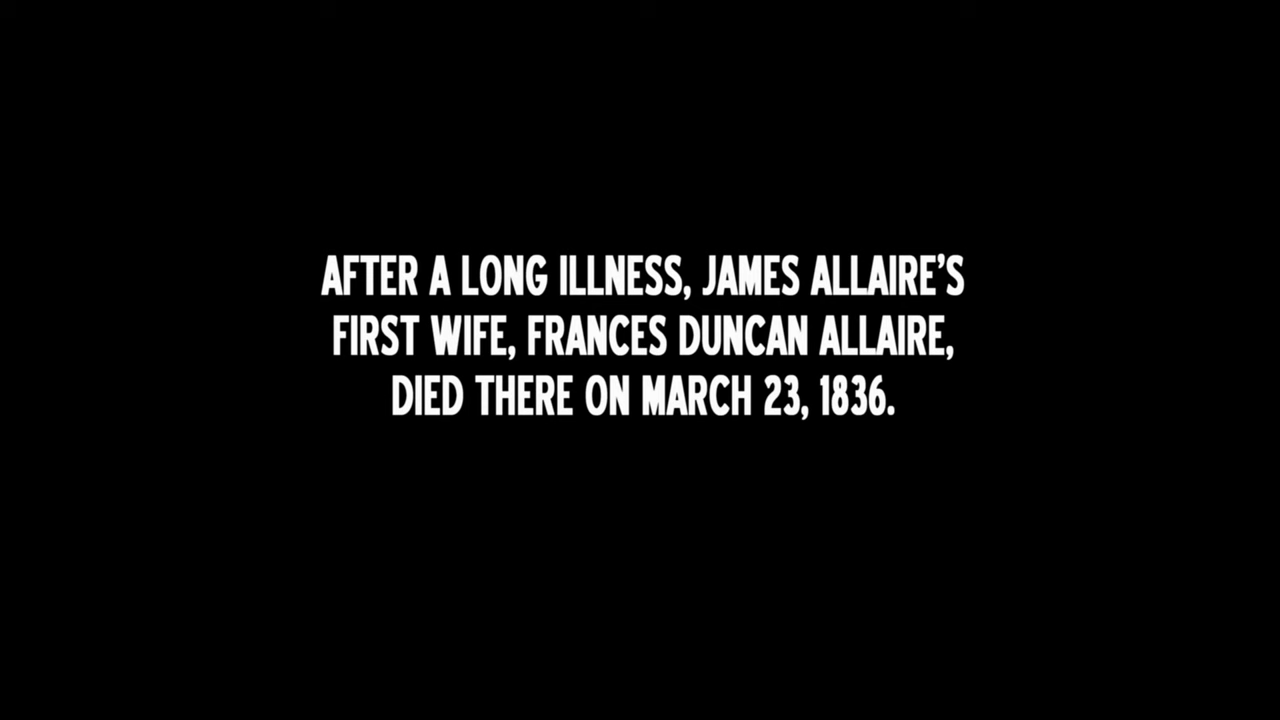 AFTER A LONG ILLNESS, JAMES ALLAIRE’S
FIRST WIFE, FRANCES DUNCAN ALLAIRE,
DIED THERE ON MARCH 23, 1836.